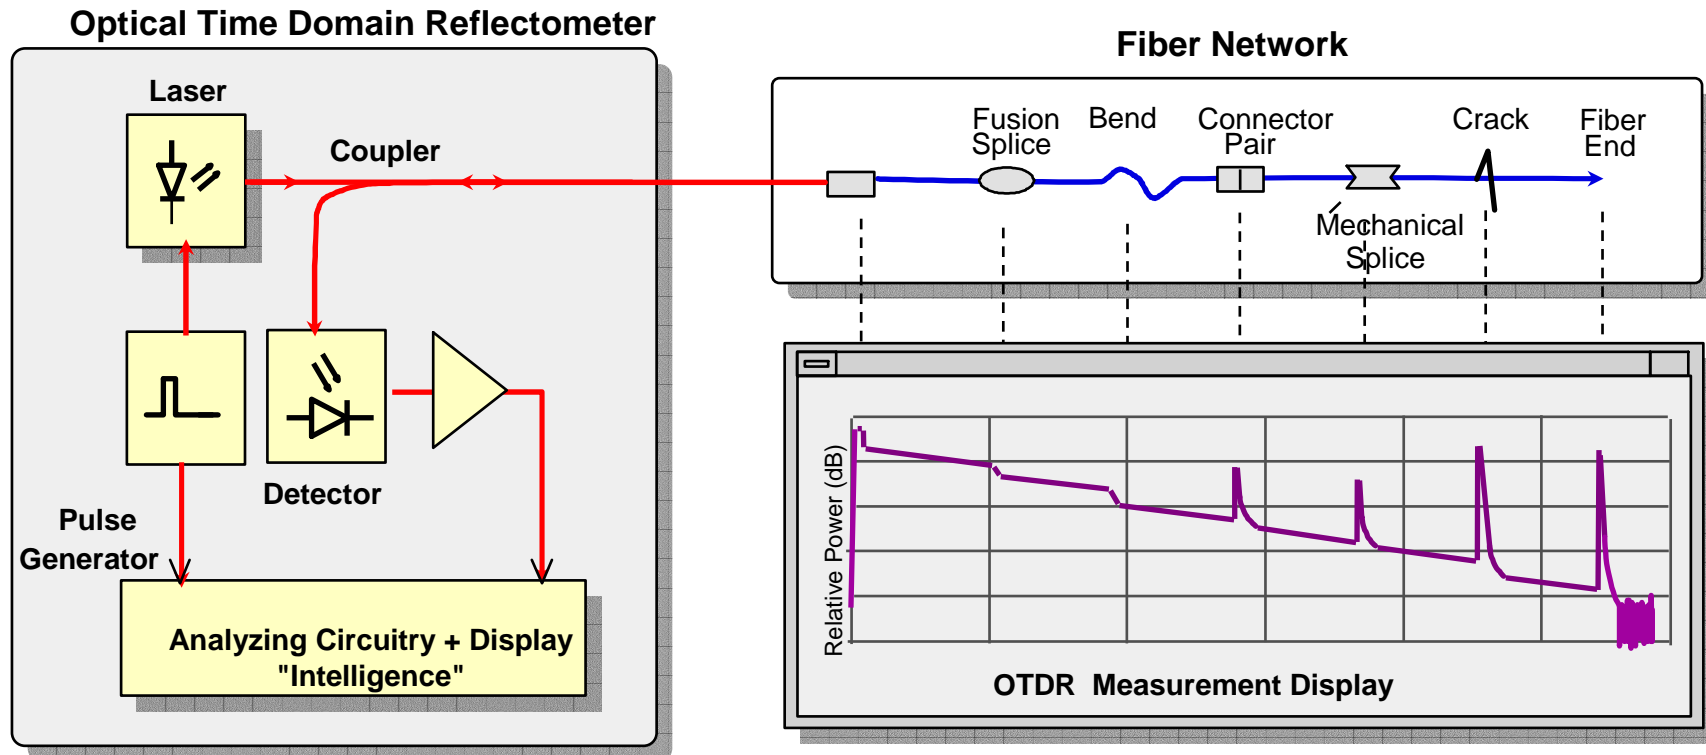 Optical Time Domain Reflectometer
Laser
Coupler
Detector
Pulse
Generator
Analyzing Circuitry + Display
"Intelligence"
Fiber Network
Fusion
Splice
Bend
Connector
Pair
Mechanical
Splice
Crack
Fiber
End
Relative Power (dB)
OTDR Measurement Display